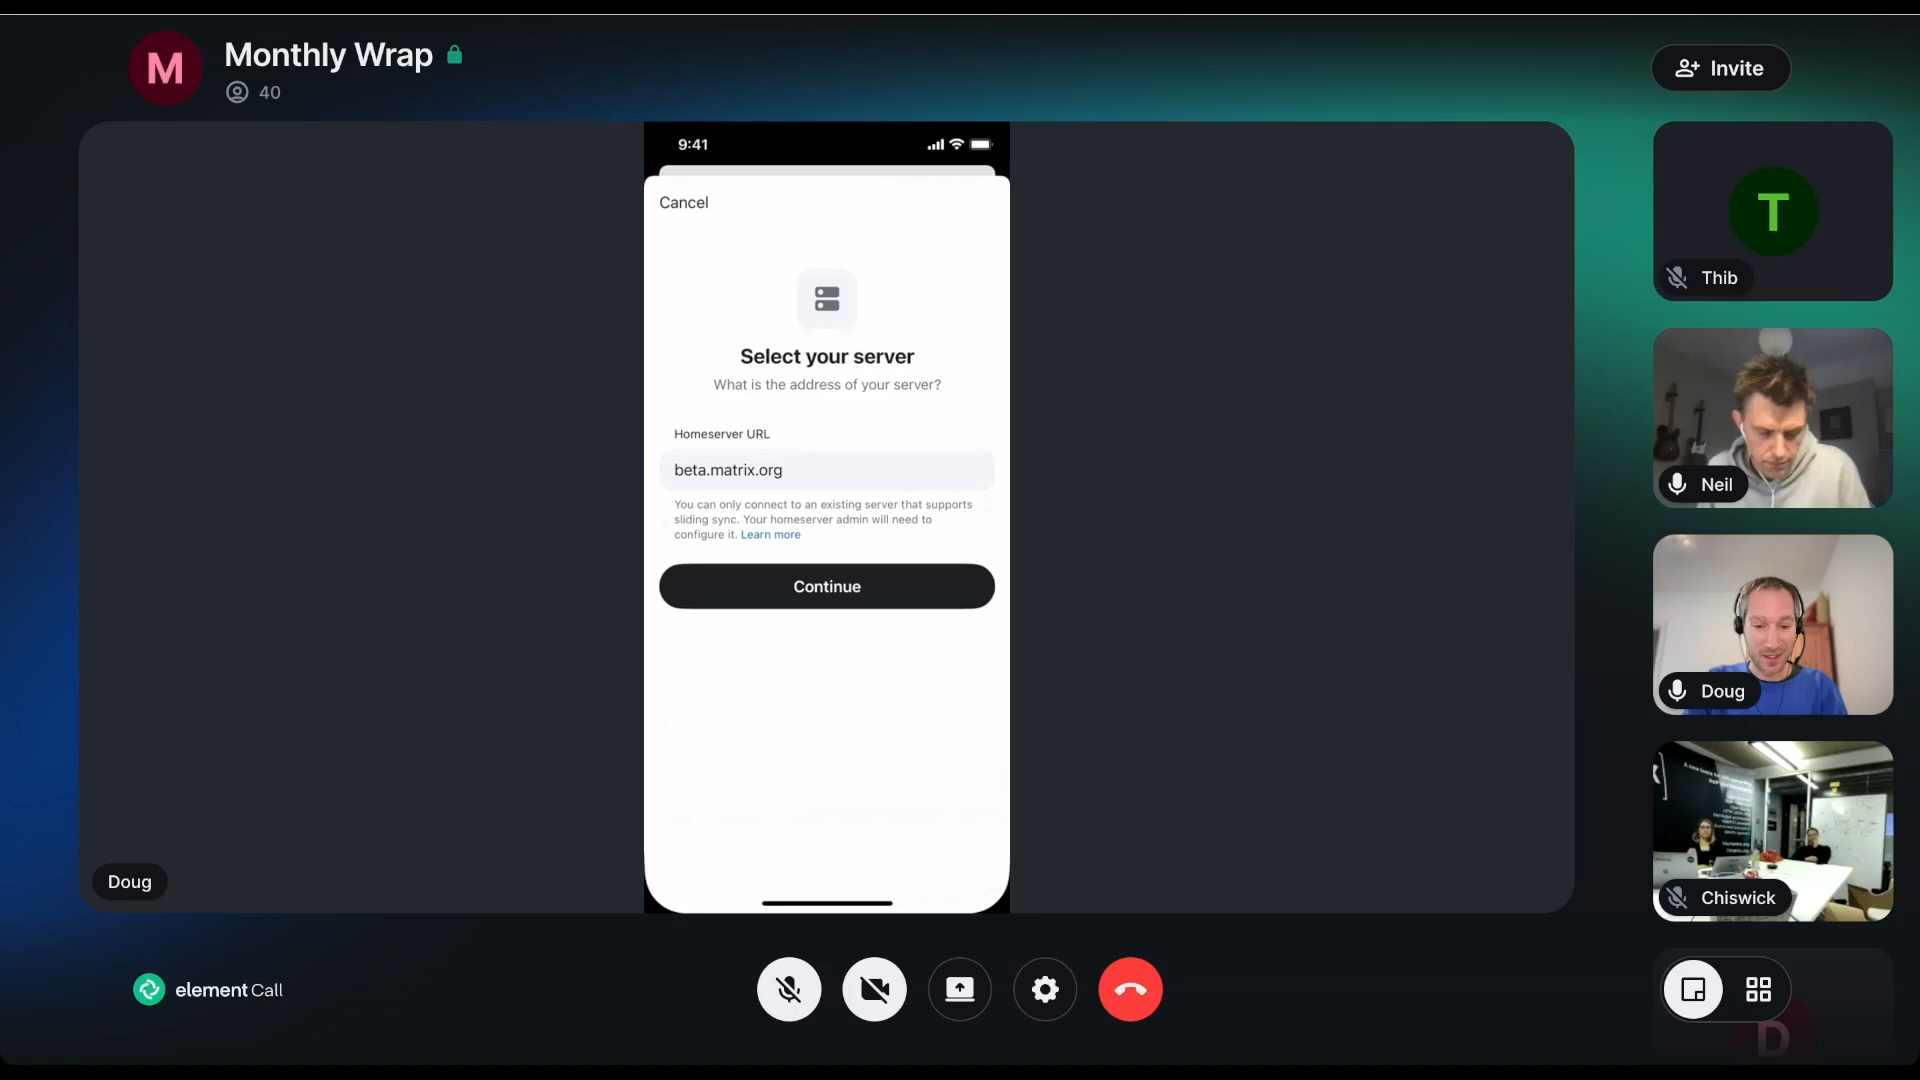 M
Monthly Wrap
40
Invite
9:41
Cancel
Select your server
What is the address of your server?
Homeserver URL
beta.matrix.org
You can only connect to an existing server that supports
sliding sync. Your homeserver admin will need to
configure it. Learn more
Continue
Doug
T
Thib
Neil
Doug
Chiswick
D
element Call